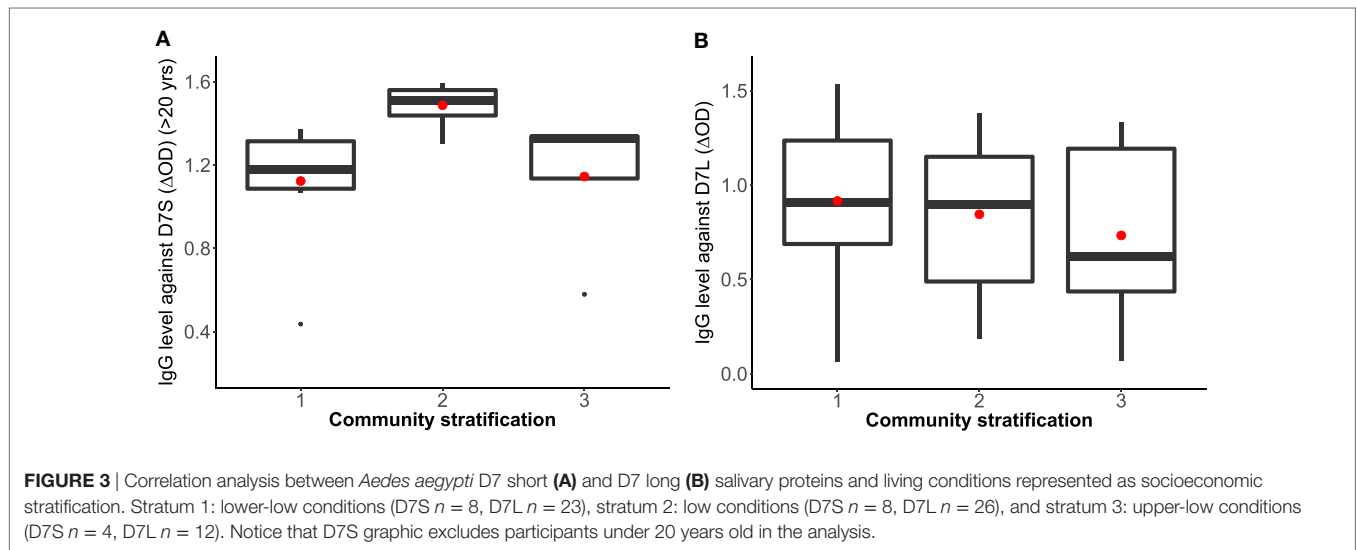 A
IgG level against D7S (ΔOD) (>20 yrs)
1.6
1.2
0.8
0.4
1 2 3
Community stratification
B
IgG level against D7L (ΔOD)
1.5
1.0
0.5
0.0
1 2 3
Community stratification
FIGURE 3 | Correlation analysis between Aedes aegypti D7 short (A) and D7 long (B) salivary proteins and living conditions represented as socioeconomic
stratification. Stratum 1: lower-low conditions (D7S n = 8, D7L n = 23), stratum 2: low conditions (D7S n = 8, D7L n = 26), and stratum 3: upper-low conditions
(D7S n = 4, D7L n = 12). Notice that D7S graphic excludes participants under 20 years old in the analysis.